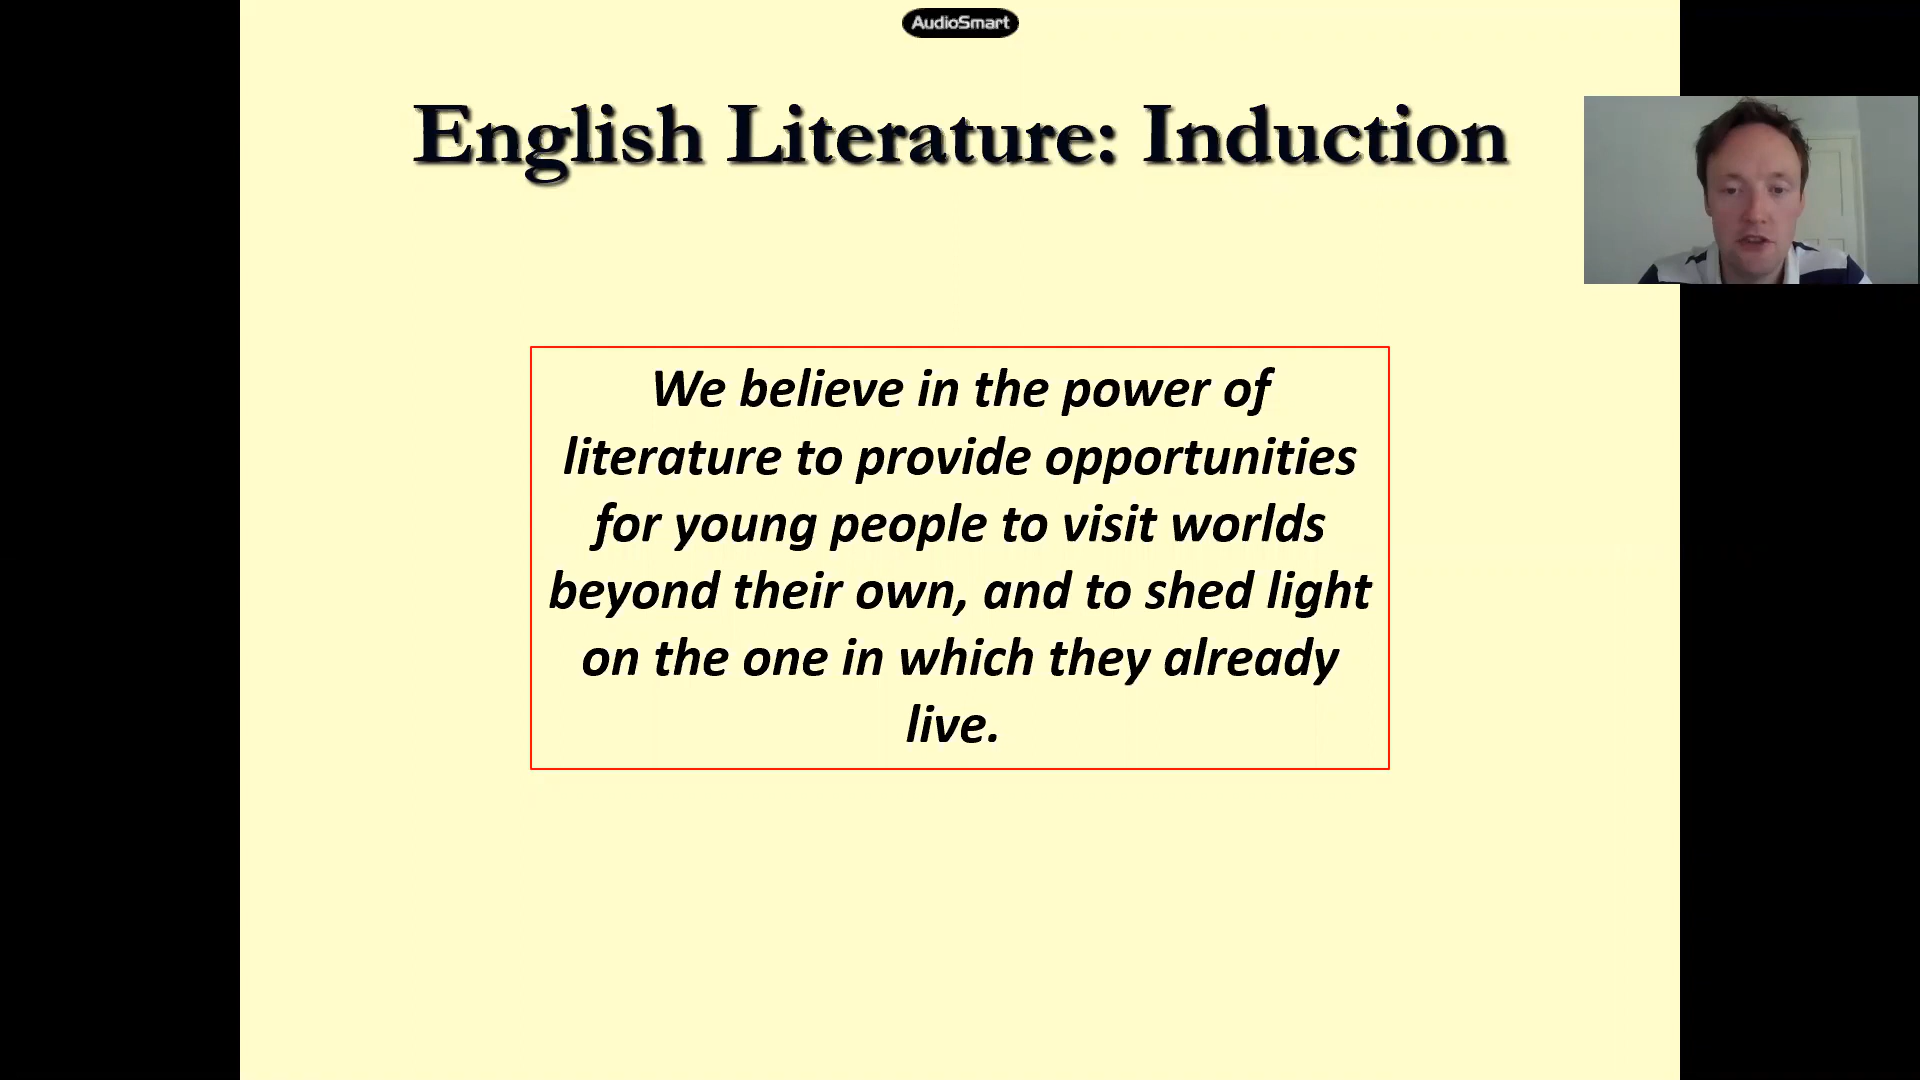 AudioSmart
English Literature: Induction
We believe in the power of
literature to provide opportunities
for young people to visit worlds
beyond their own, and to shed light
on the one in which they already
live.